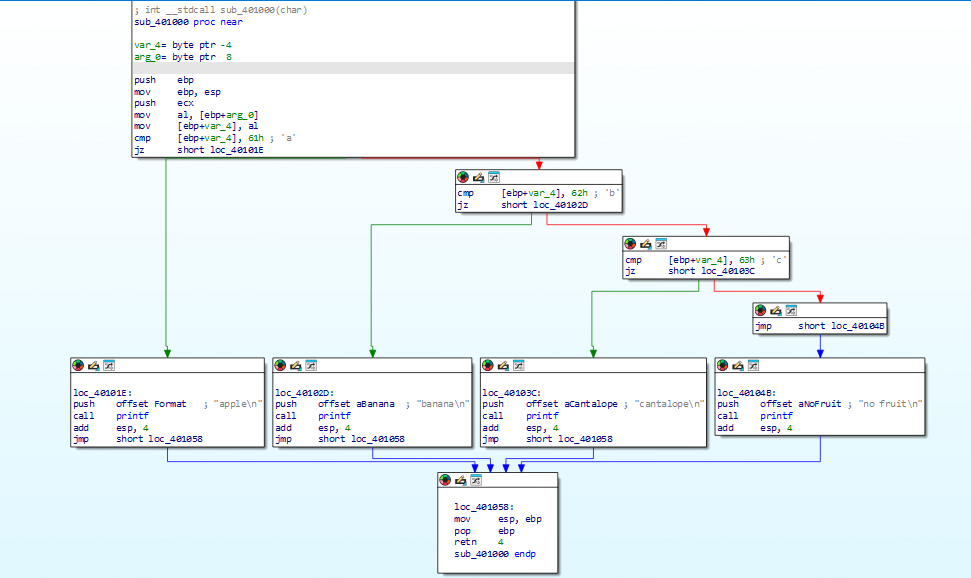 ; int __stdcall sub_401000(char)
sub_401000 proc near
var_4= byte ptr -4
arg_0= byte ptr  8
push    ebp
mov     ebp, esp
push    ecx
mov     al, [ebp+arg_0]
mov     [ebp+var_4], al
cmp     [ebp+var_4], 61h ; 'a'
jz      short loc_40101E
cmp     [ebp+var_4], 62h ; 'b'
jz      short loc_40102D
cmp     [ebp+var_4], 63h ; 'c'
jz      short loc_40103C
jmp     short loc_40104B
loc_40101E:
push    offset Format   ; "apple\n"
call    printf
add     esp, 4
jmp     short loc_401058
loc_40102D:
push    offset aBanana  ; "banana\n"
call    printf
add     esp, 4
jmp     short loc_401058
loc_40103C:
push    offset aCantalope ; "cantalope\n"
call    printf
add     esp, 4
jmp     short loc_401058
loc_40104B:
push    offset aNoFruit ; "no fruit\n"
call    printf
add     esp, 4
loc_401058:
mov     esp, ebp
pop     ebp
retn    4
sub_401000 endp